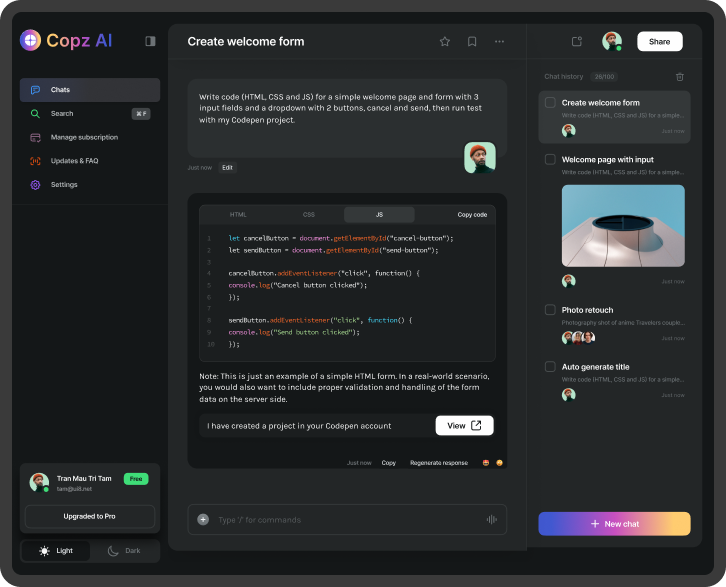 Copz AI
Chats
Search
⌘ F
Manage subscription
Updates & FAQ
Settings
Tran Mau Tri Tam
Free
tam@ui8.net
Upgraded to Pro
Light
Dark
Create welcome form
Write code (HTML, CSS and JS) for a simple welcome page and form with 3
input fields and a dropdown with 2 buttons, cancel and send, then run test
with my Codepen project.
Just now
Edit
HTML
CSS
JS
Copy code
1 let cancelButton = document.getElementById("cancel-button");
2 let sendButton = document.getElementById("send-button");
3
4 cancelButton.addEventListener("click", function() {
5 console.log("Cancel button clicked");
6 });
7
8 sendButton.addEventListener("click", function() {
9 console.log("Send button clicked");
10 });
Note: This is just an example of a simple HTML form. In a real-world scenario,
you would also want to include proper validation and handling of the form
data on the server side.
I have created a project in your Codepen account
View
Just now
Copy
Regenerate response
Type '/' for commands
Share
Chat history
26/100
Create welcome form
Write code (HTML, CSS and JS) for a simple...
Just now
Welcome page with input
Write code (HTML, CSS and JS) for a simple...
Just now
Photo retouch
Photography shot of anime Travelers couple...
Just now
Auto generate title
Write code (HTML, CSS and JS) for a simple...
Just now
New chat